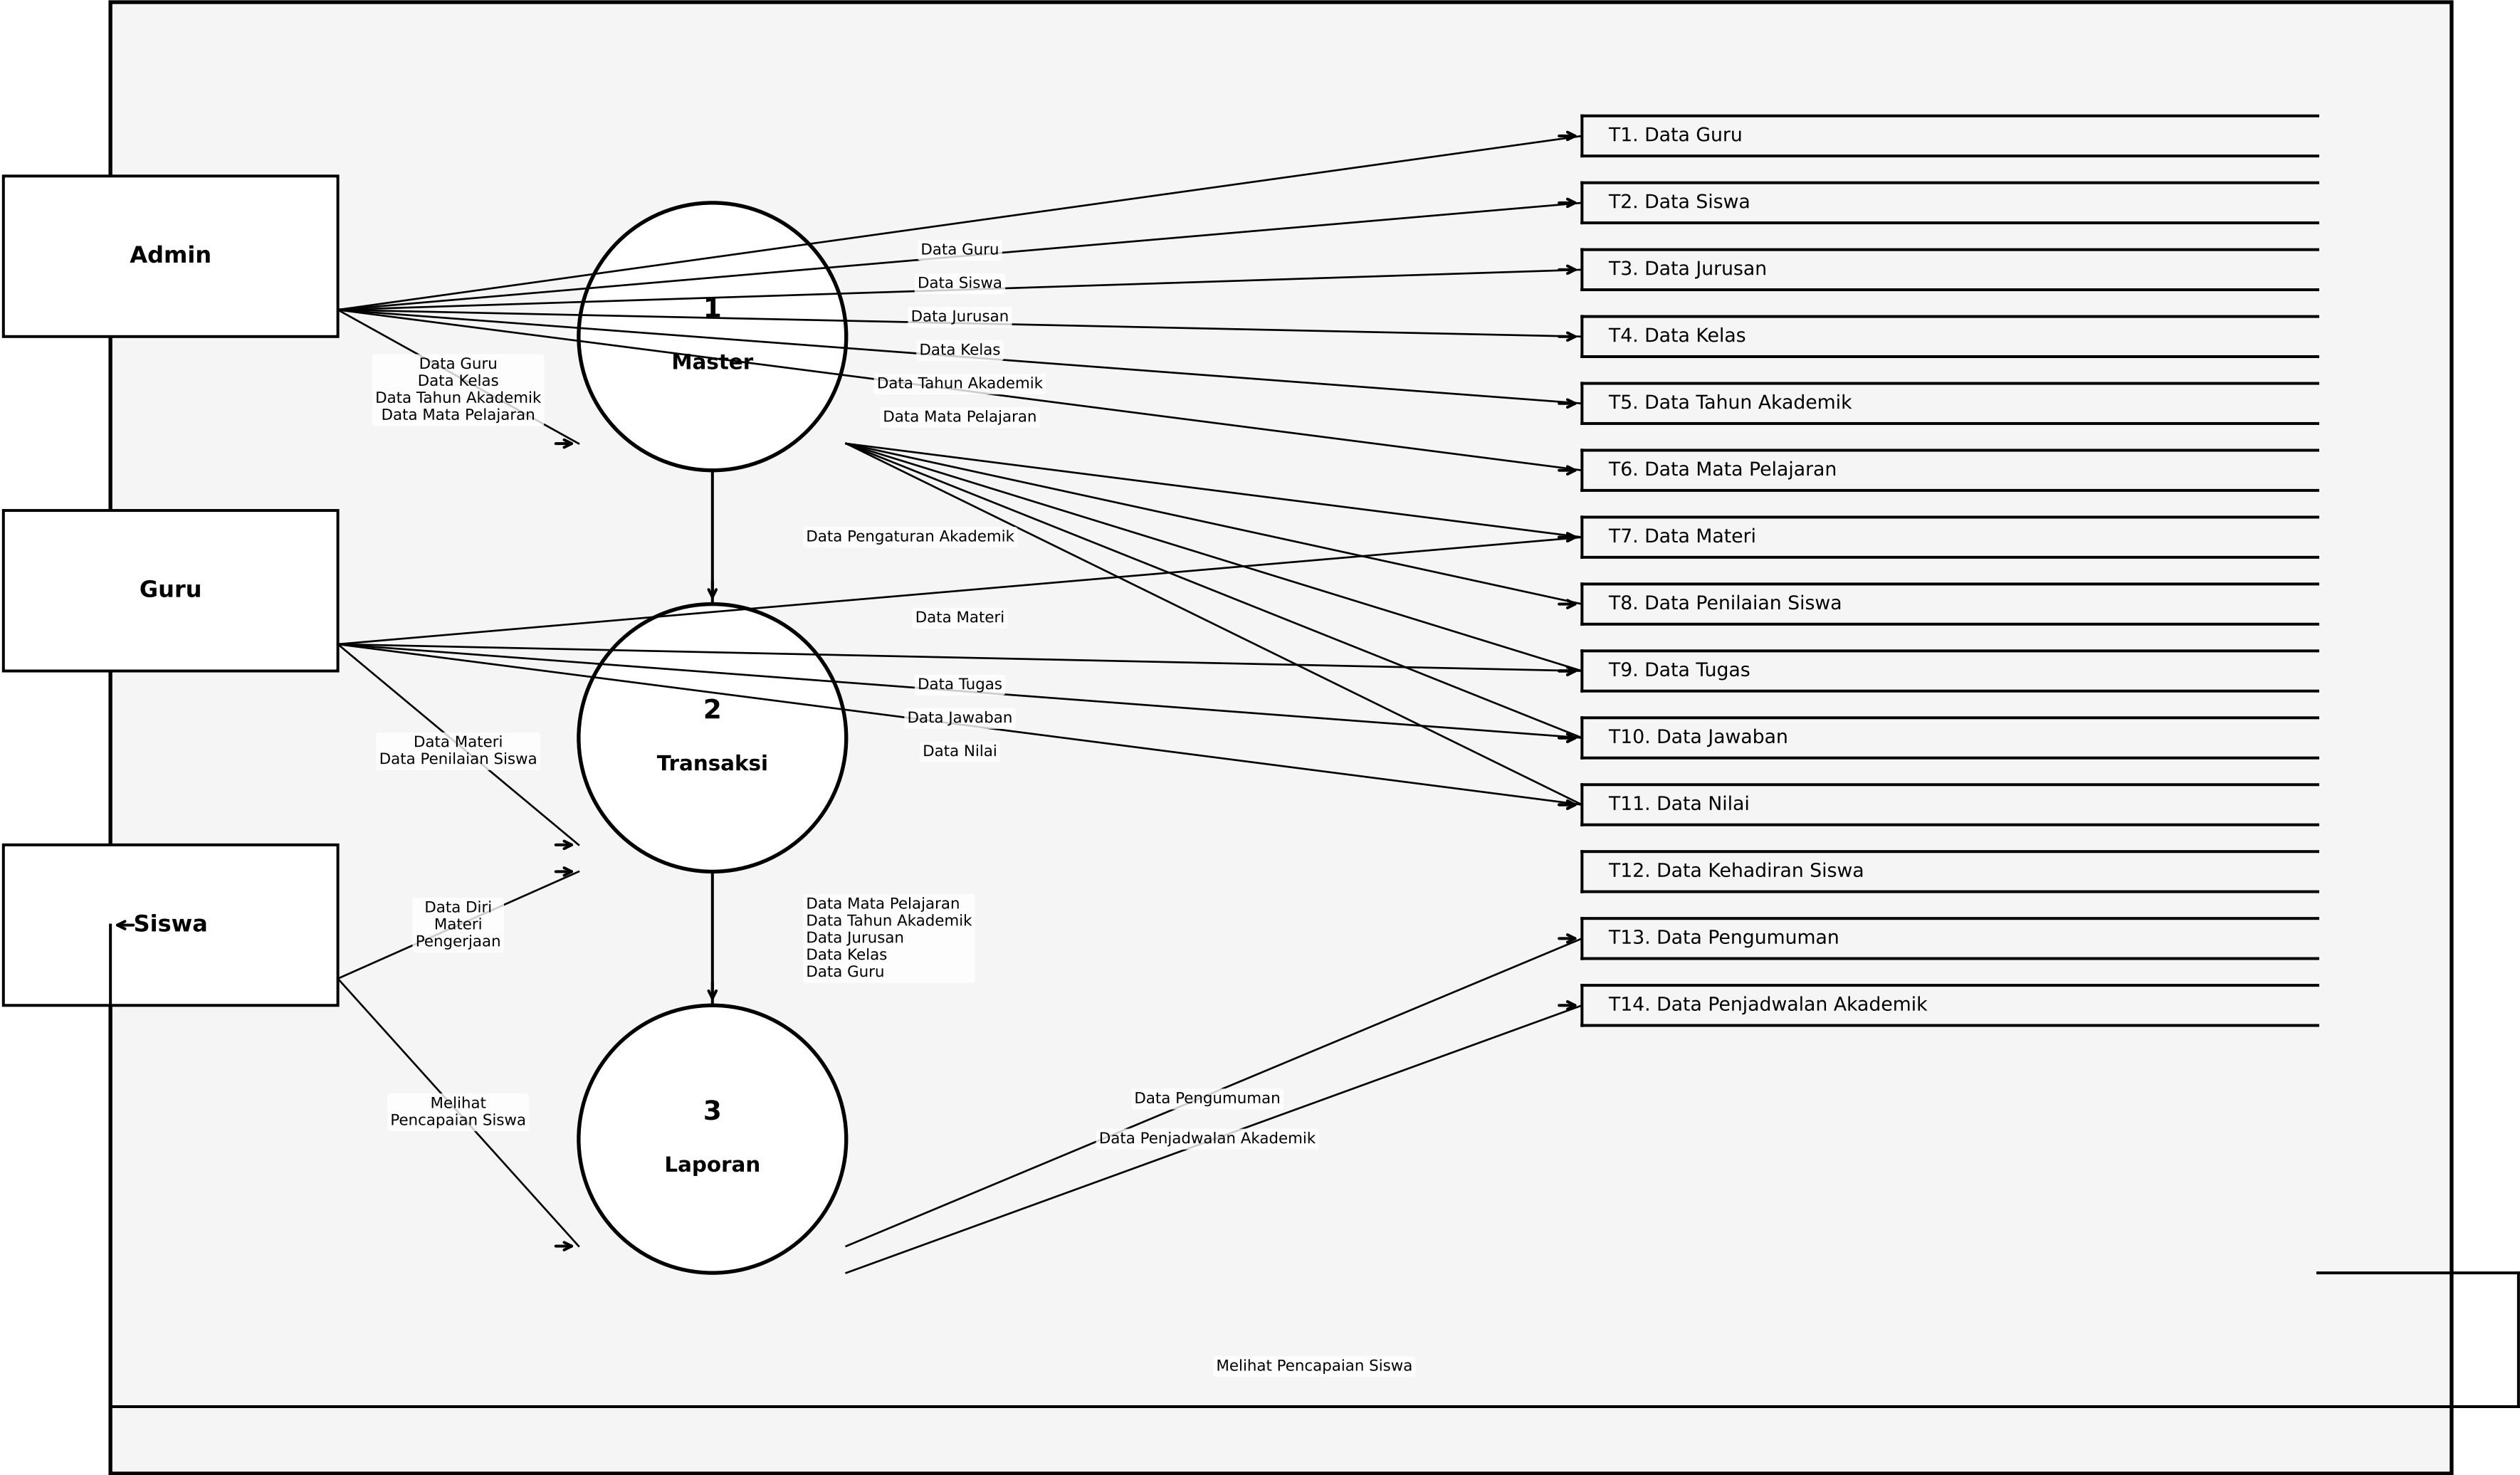 Admin
Guru
Siswa
1
Master
2
Transaksi
3
Laporan
Data Guru
Data Kelas
Data Tahun Akademik
Data Mata Pelajaran
Data Materi
Data Penilaian Siswa
Data Diri
Materi
Pengerjaan
Melihat
Pencapaian Siswa
Data Guru
Data Siswa
Data Jurusan
Data Kelas
Data Tahun Akademik
Data Mata Pelajaran
Data Pengaturan Akademik
Data Materi
Data Tugas
Data Jawaban
Data Nilai
Data Mata Pelajaran
Data Tahun Akademik
Data Jurusan
Data Kelas
Data Guru
Data Pengumuman
Data Penjadwalan Akademik
Melihat Pencapaian Siswa
T1. Data Guru
T2. Data Siswa
T3. Data Jurusan
T4. Data Kelas
T5. Data Tahun Akademik
T6. Data Mata Pelajaran
T7. Data Materi
T8. Data Penilaian Siswa
T9. Data Tugas
T10. Data Jawaban
T11. Data Nilai
T12. Data Kehadiran Siswa
T13. Data Pengumuman
T14. Data Penjadwalan Akademik